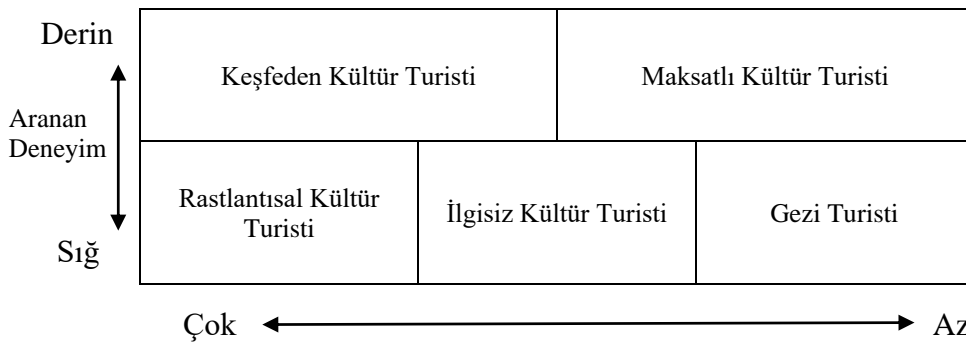 Derin
Keşfeden Kültür Turisti
Maksatlı Kültür Turisti
Aranan
Deneyim
Rastlantısal Kültür
Turisti
İlgisiz Kültür Turisti
Gezi Turisti
Sığ
Çok
Az